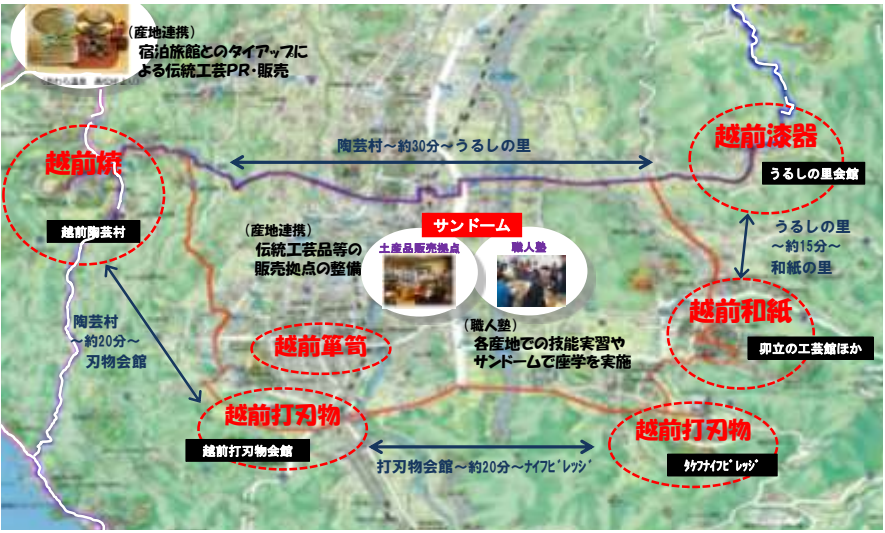 (産地連携)
宿泊旅館とのタイアップに
よる伝統工芸PR・販売
越前焼
越前陶芸村
陶芸村～約30分～うるしの里
越前漆器
うるしの里会館
うるしの里
～約15分～
和紙の里
(産地連携)
伝統工芸品等の
販売拠点の整備
サンドーム
土産品販売拠点
職人塾
(職人塾)
各産地での技能実習や
サンドームで座学を実施
越前和紙
卯立の工芸館ほか
陶芸村
～約20分～
刃物会館
越前箪笥
越前打刃物
越前打刃物会館
打刃物会館～約20分～ﾅｲﾌﾋﾞﾚｯｼﾞ
越前打刃物
ﾀｹﾌﾅｲﾌﾋﾞﾚｯｼﾞ